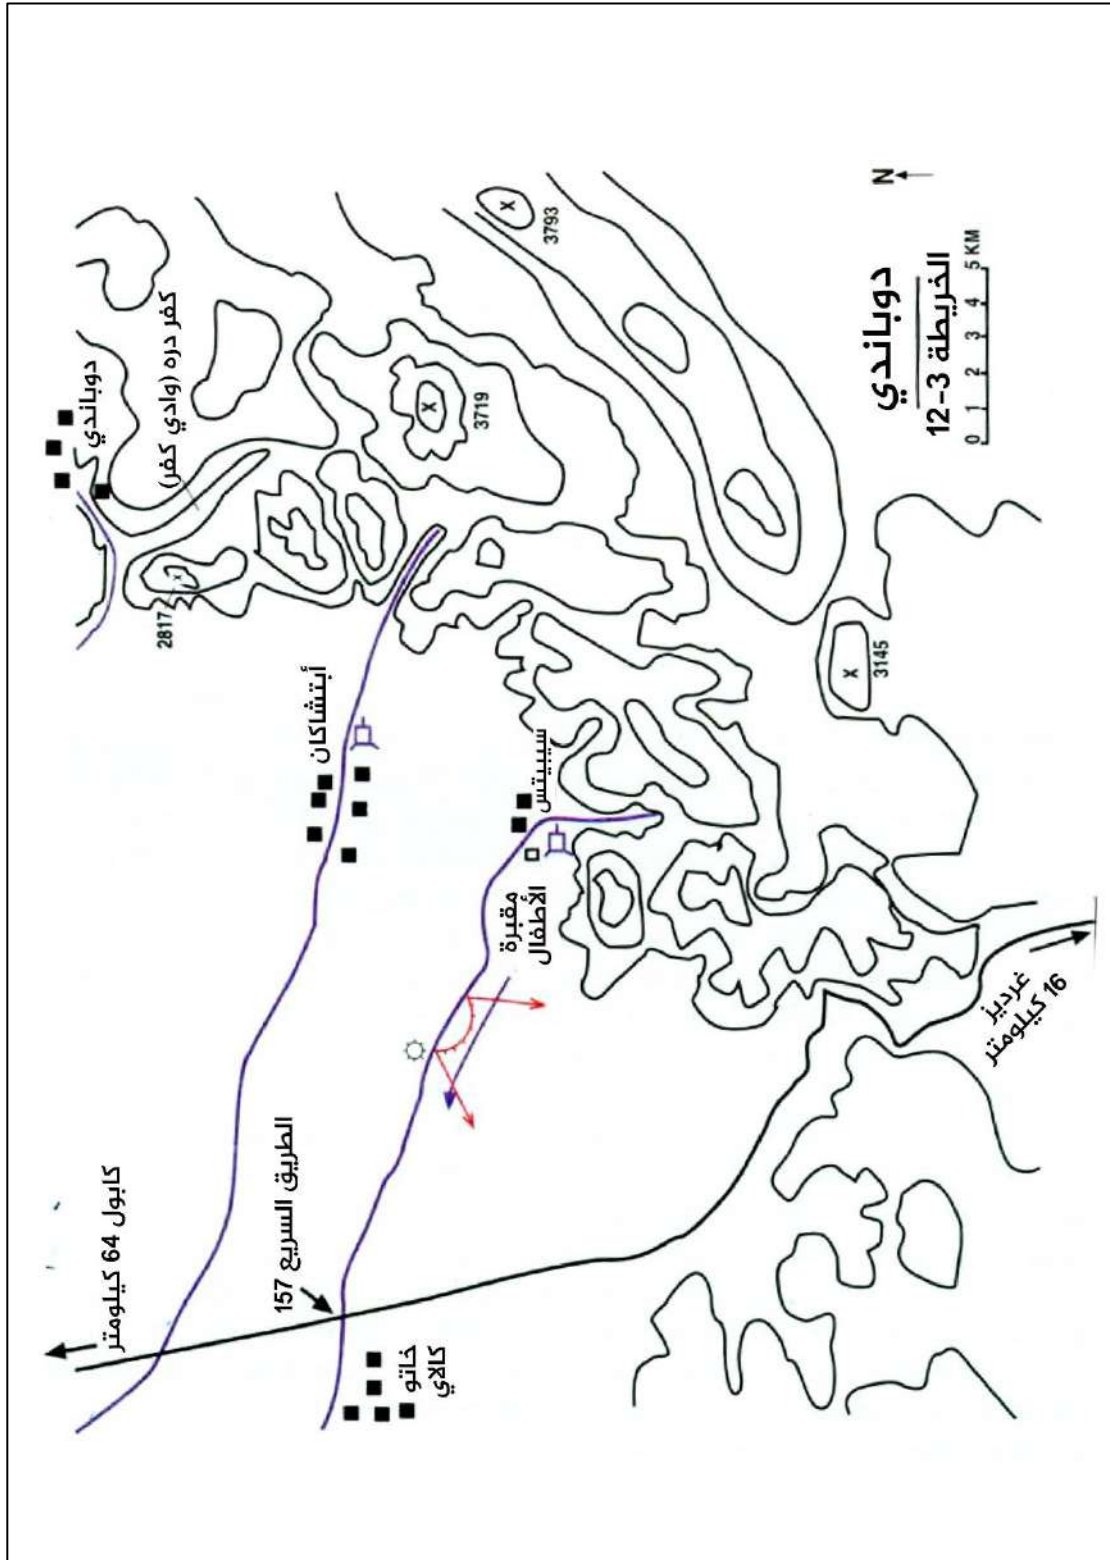 دوباندي
كفر دره (وادي كفر)
3793
3719
2817
أبتشاكان
سيبيتس
مقبرة
الأطفال
3145
N
دوباندي
الخريطة 3-12
0 1 2 3 4 5 KM
كابول 64 كيلومتر
الطريق السريع 157
خاتو
كالاي
غرديز
16 كيلومتر